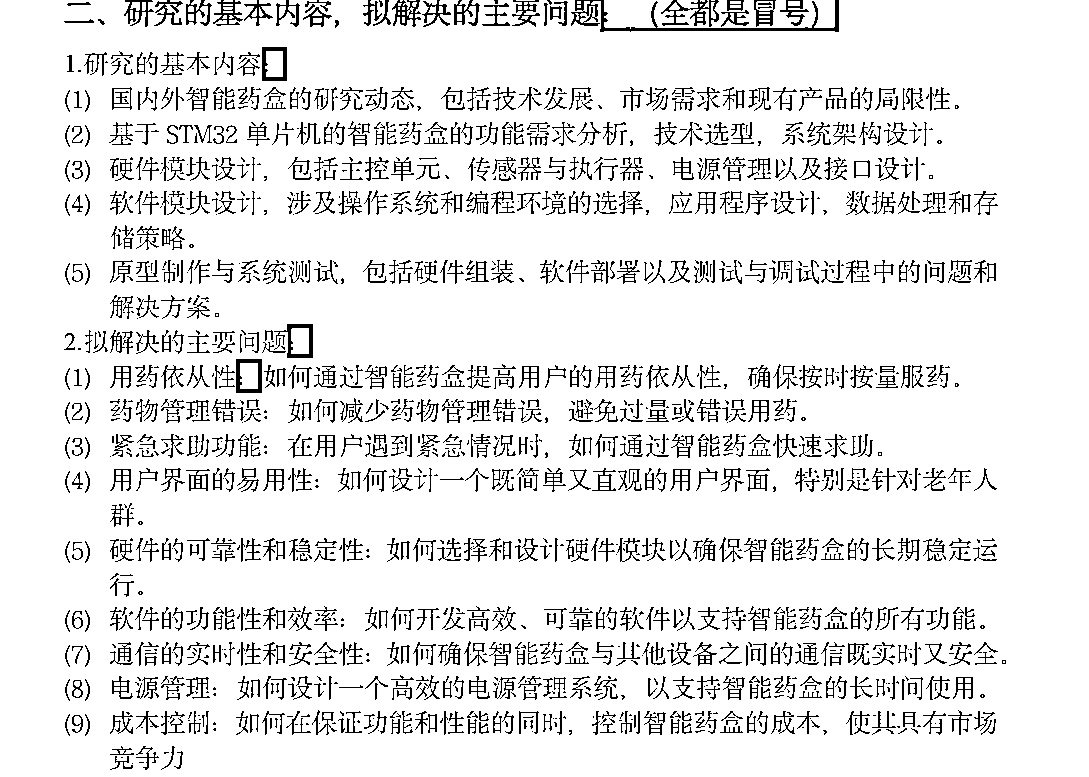 二、研究的基本内容，拟解决的主要问题：（全都是冒号）
1.研究的基本内容：
(1) 国内外智能药盒的研究动态，包括技术发展、市场需求和现有产品的局限性。
(2) 基于 STM32 单片机的智能药盒的功能需求分析，技术选型，系统架构设计。
(3) 硬件模块设计，包括主控单元、传感器与执行器、电源管理以及接口设计。
(4) 软件模块设计，涉及操作系统和编程环境的选择，应用程序设计，数据处理和存
储策略。
(5) 原型制作与系统测试，包括硬件组装、软件部署以及测试与调试过程中的问题和
解决方案。
2.拟解决的主要问题：
(1) 用药依从性：如何通过智能药盒提高用户的用药依从性，确保按时按量服药。
(2) 药物管理错误：如何减少药物管理错误，避免过量或错误用药。
(3) 紧急求助功能：在用户遇到紧急情况时，如何通过智能药盒快速求助。
(4) 用户界面的易用性：如何设计一个既简单又直观的用户界面，特别是针对老年人
群。
(5) 硬件的可靠性和稳定性：如何选择和设计硬件模块以确保智能药盒的长期稳定运
行。
(6) 软件的功能性和效率：如何开发高效、可靠的软件以支持智能药盒的所有功能。
(7) 通信的实时性和安全性：如何确保智能药盒与其他设备之间的通信既实时又安全。
(8) 电源管理：如何设计一个高效的电源管理系统，以支持智能药盒的长时间使用。
(9) 成本控制：如何在保证功能和性能的同时，控制智能药盒的成本，使其具有市场
竞争力